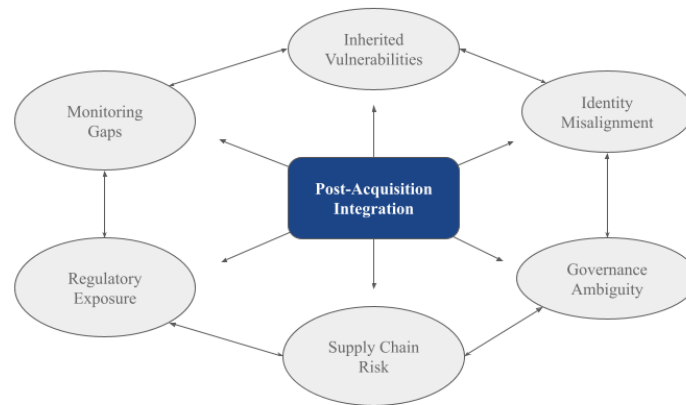 Inherited
Vulnerabilities
Monitoring
Gaps
Identity
Misalignment
Post-Acquisition
Integration
Regulatory
Exposure
Governance
Ambiguity
Supply Chain
Risk